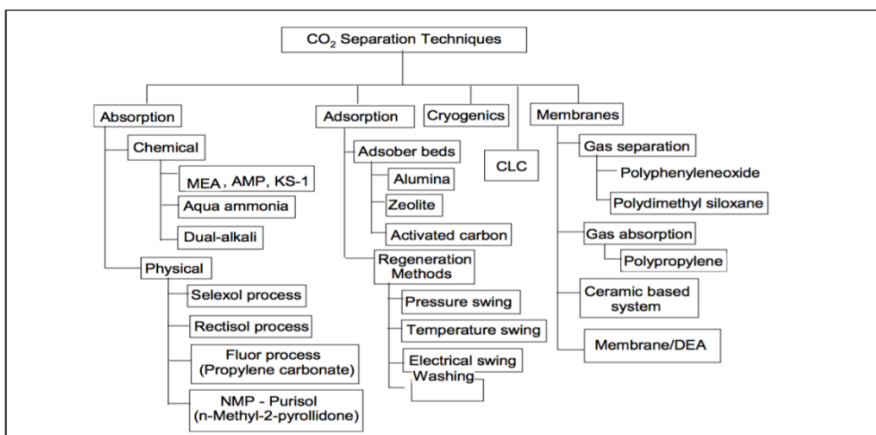 CO₂ Separation Techniques
Absorption
Adsorption
Cryogenics
Membranes
CLC
Chemical
MEA, AMP, KS-1
Aqua ammonia
Dual-alkali
Physical
Selexol process
Rectisol process
Fluor process
(Propylene carbonate)
NMP - Purisol
(n-Methyl-2-pyrollidone)
Adsober beds
Alumina
Zeolite
Activated carbon
Regeneration
Methods
Pressure swing
Temperature swing
Electrical swing
Washing
Gas separation
Polyphenyleneoxide
Polydimethyl siloxane
Gas absorption
Polypropylene
Ceramic based
system
Membrane/DEA